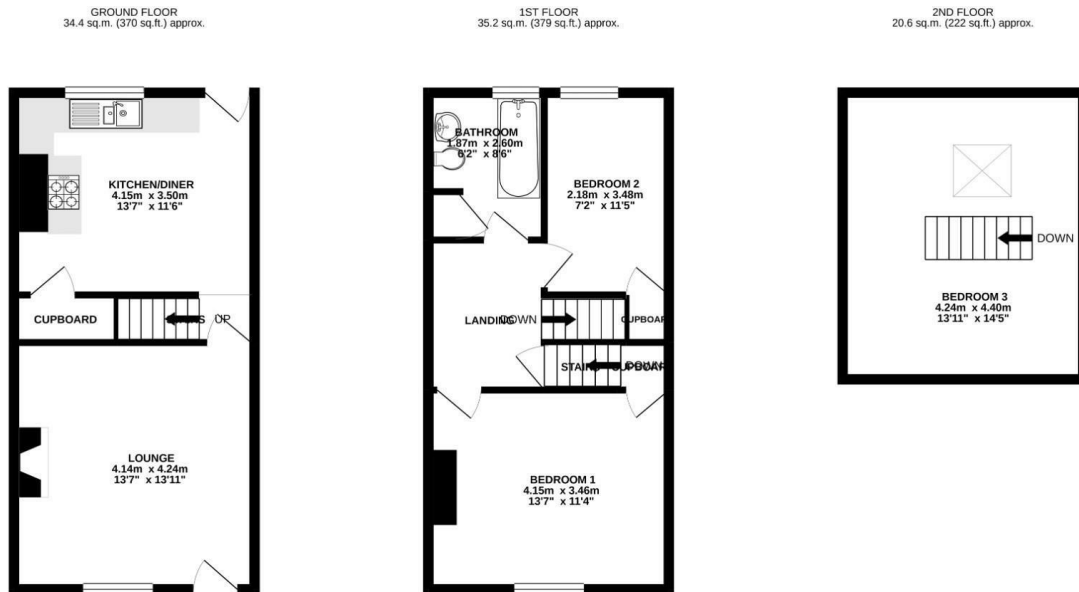 GROUND FLOOR
34.4 sq.m. (370 sq.ft.) approx.
KITCHEN/DINER
4.15m x 3.50m
13'7" x 11'6"
CUPBOARD
UP
LOUNGE
4.14m x 4.24m
13'7" x 13'11"
1ST FLOOR
35.2 sq.m. (379 sq.ft.) approx.
BATHROOM
1.87m x 2.60m
6'2" x 8'6"
BEDROOM 2
2.18m x 3.48m
7'2" x 11'5"
LANDING
DOWN
CUPBOARD
STAIRS
DOWN
CUPBOARD
BEDROOM 1
4.15m x 3.46m
13'7" x 11'4"
2ND FLOOR
20.6 sq.m. (222 sq.ft.) approx.
DOWN
BEDROOM 3
4.24m x 4.40m
13'11" x 14'5"